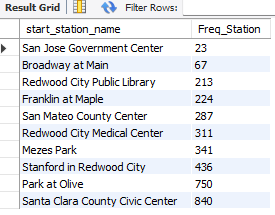 Result Grid Filter Rows:
start_station_name Freq_Station
San Jose Government Center 23
Broadway at Main 67
Redwood City Public Library 213
Franklin at Maple 224
San Mateo County Center 287
Redwood City Medical Center 311
Mezes Park 341
Stanford in Redwood City 436
Park at Olive 750
Santa Clara County Civic Center 840